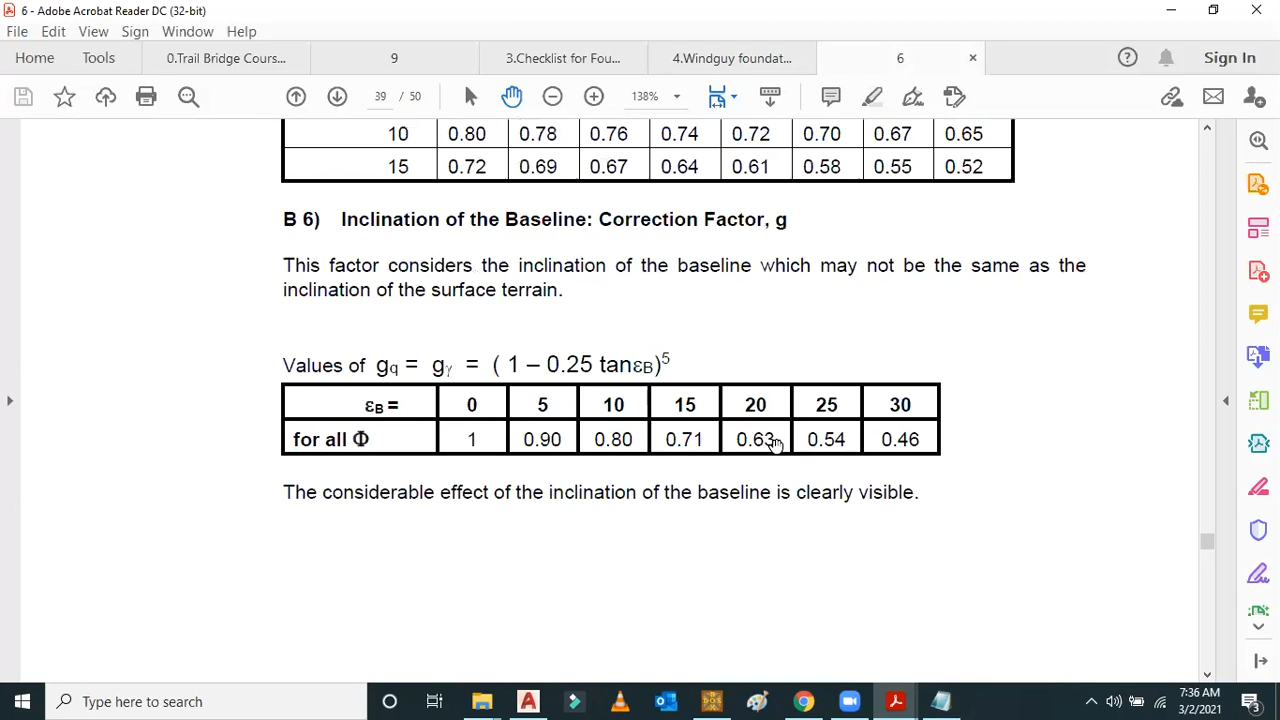 6 - Adobe Acrobat Reader DC (32-bit)
File Edit View Sign Window Help
Home Tools 0.Trail Bridge Cours... 9 3.Checklist for Fou... 4.Windguy foundat... 6 Sign In
39 / 50 138%
10 0.80 0.78 0.76 0.74 0.72 0.70 0.67 0.65
15 0.72 0.69 0.67 0.64 0.61 0.58 0.55 0.52
B 6) Inclination of the Baseline: Correction Factor, g
This factor considers the inclination of the baseline which may not be the same as the
inclination of the surface terrain.
Values of gq = gγ = ( 1 – 0.25 tanεB)5
εB = 0 5 10 15 20 25 30
for all Φ 1 0.90 0.80 0.71 0.63 0.54 0.46
The considerable effect of the inclination of the baseline is clearly visible.
Type here to search
7:36 AM
3/2/2021
3